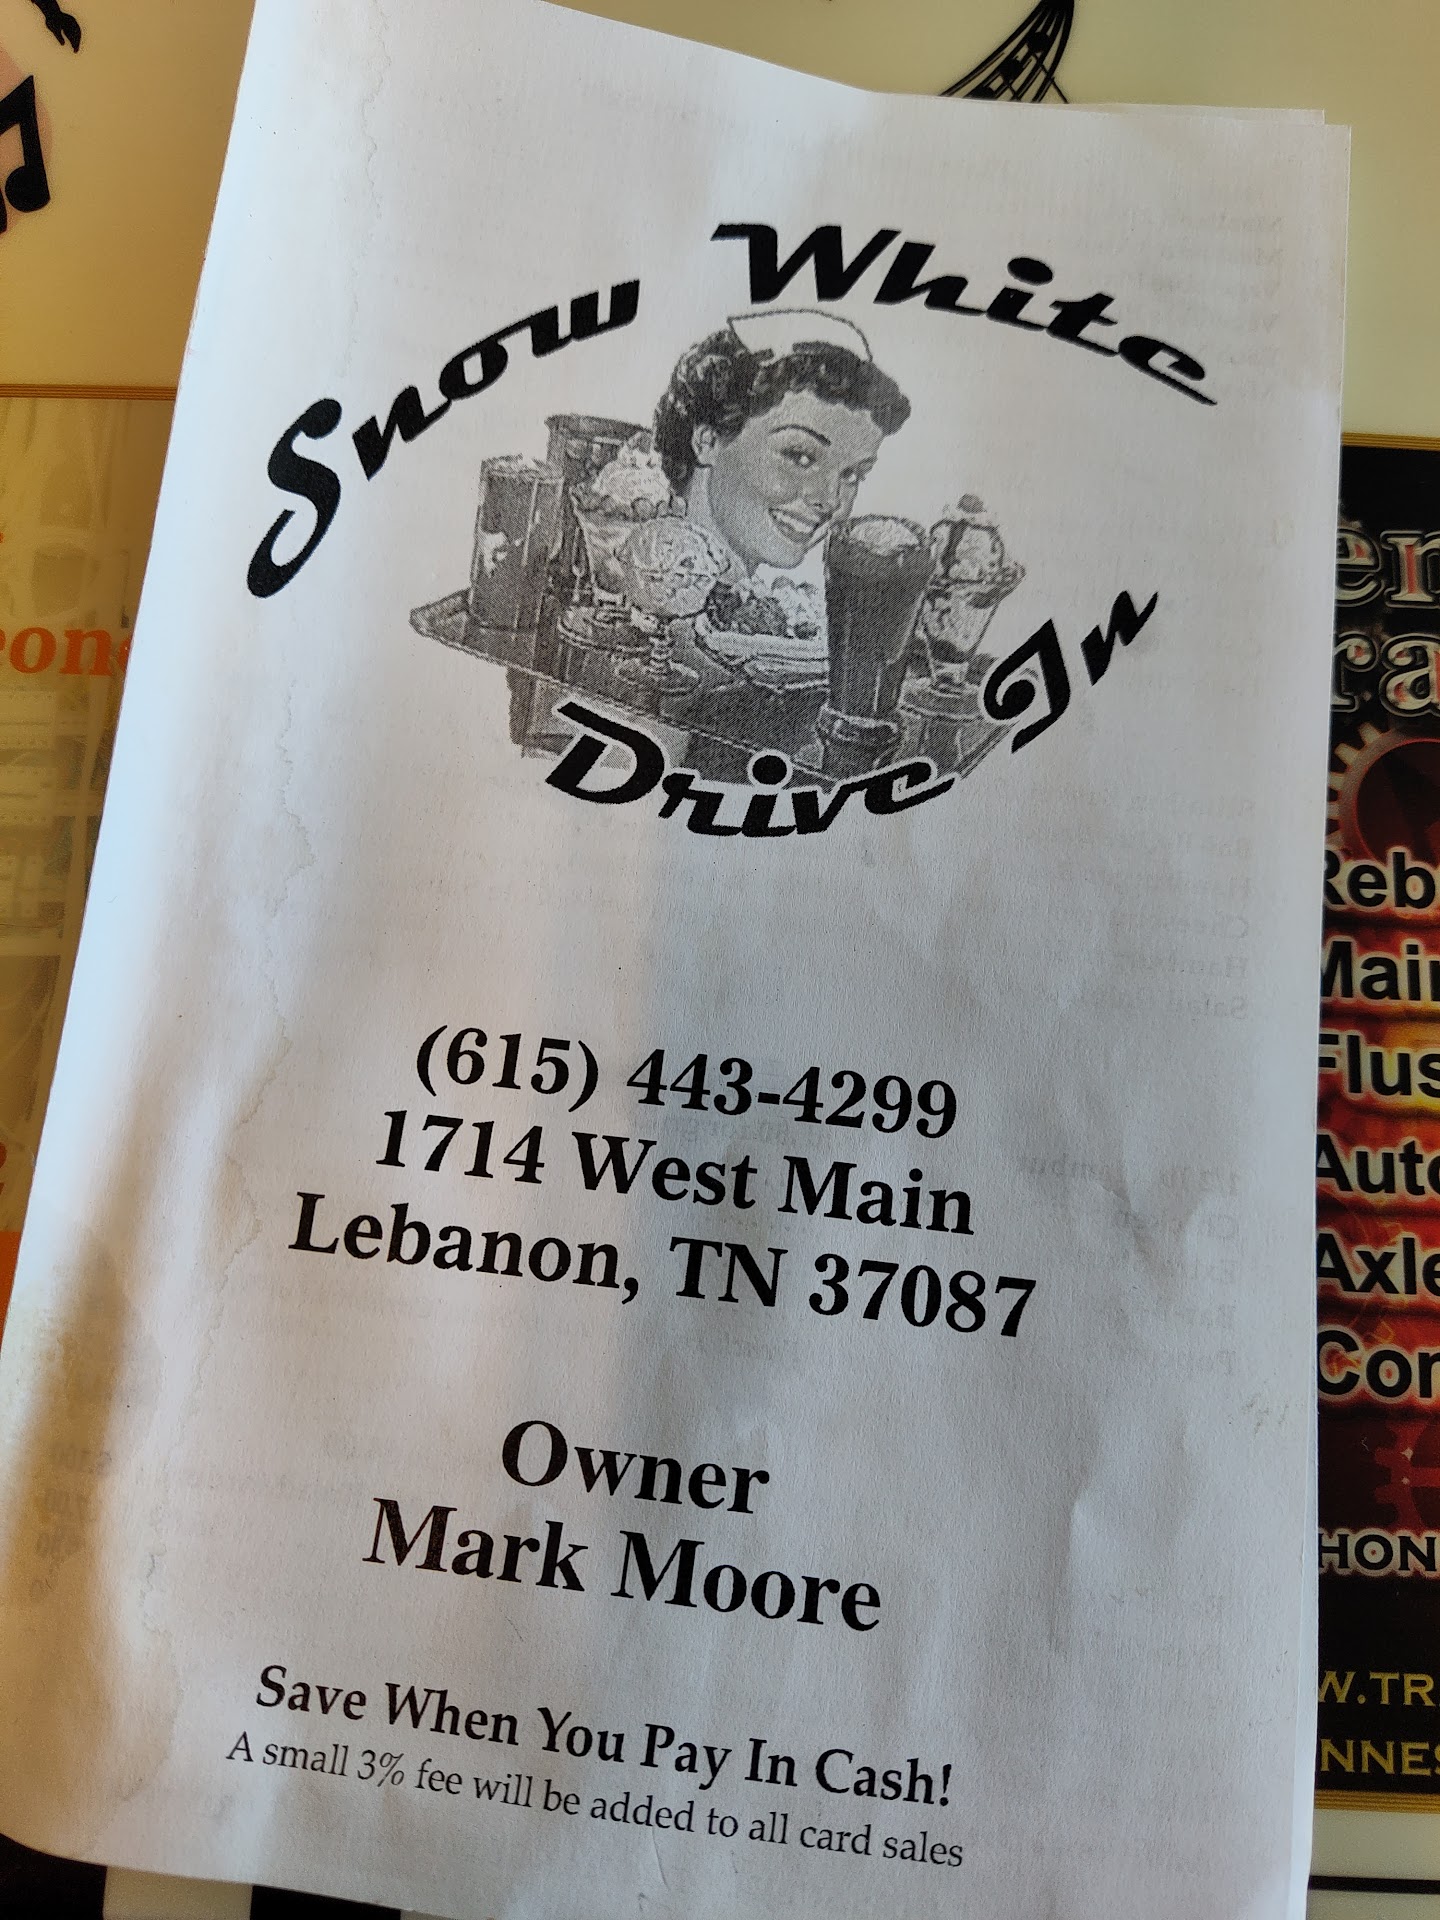 Snow White
Drive In
(615) 443-4299
1714 West Main
Lebanon, TN 37087
Owner
Mark Moore
Save When You Pay In Cash!
A small 3% fee will be added to all card sales